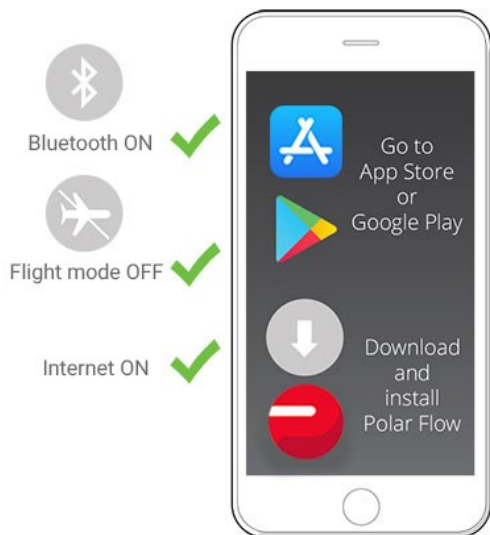 Bluetooth ON
Flight mode OFF
Internet ON
Go to
App Store
or
Google Play
Download
and
install
Polar Flow